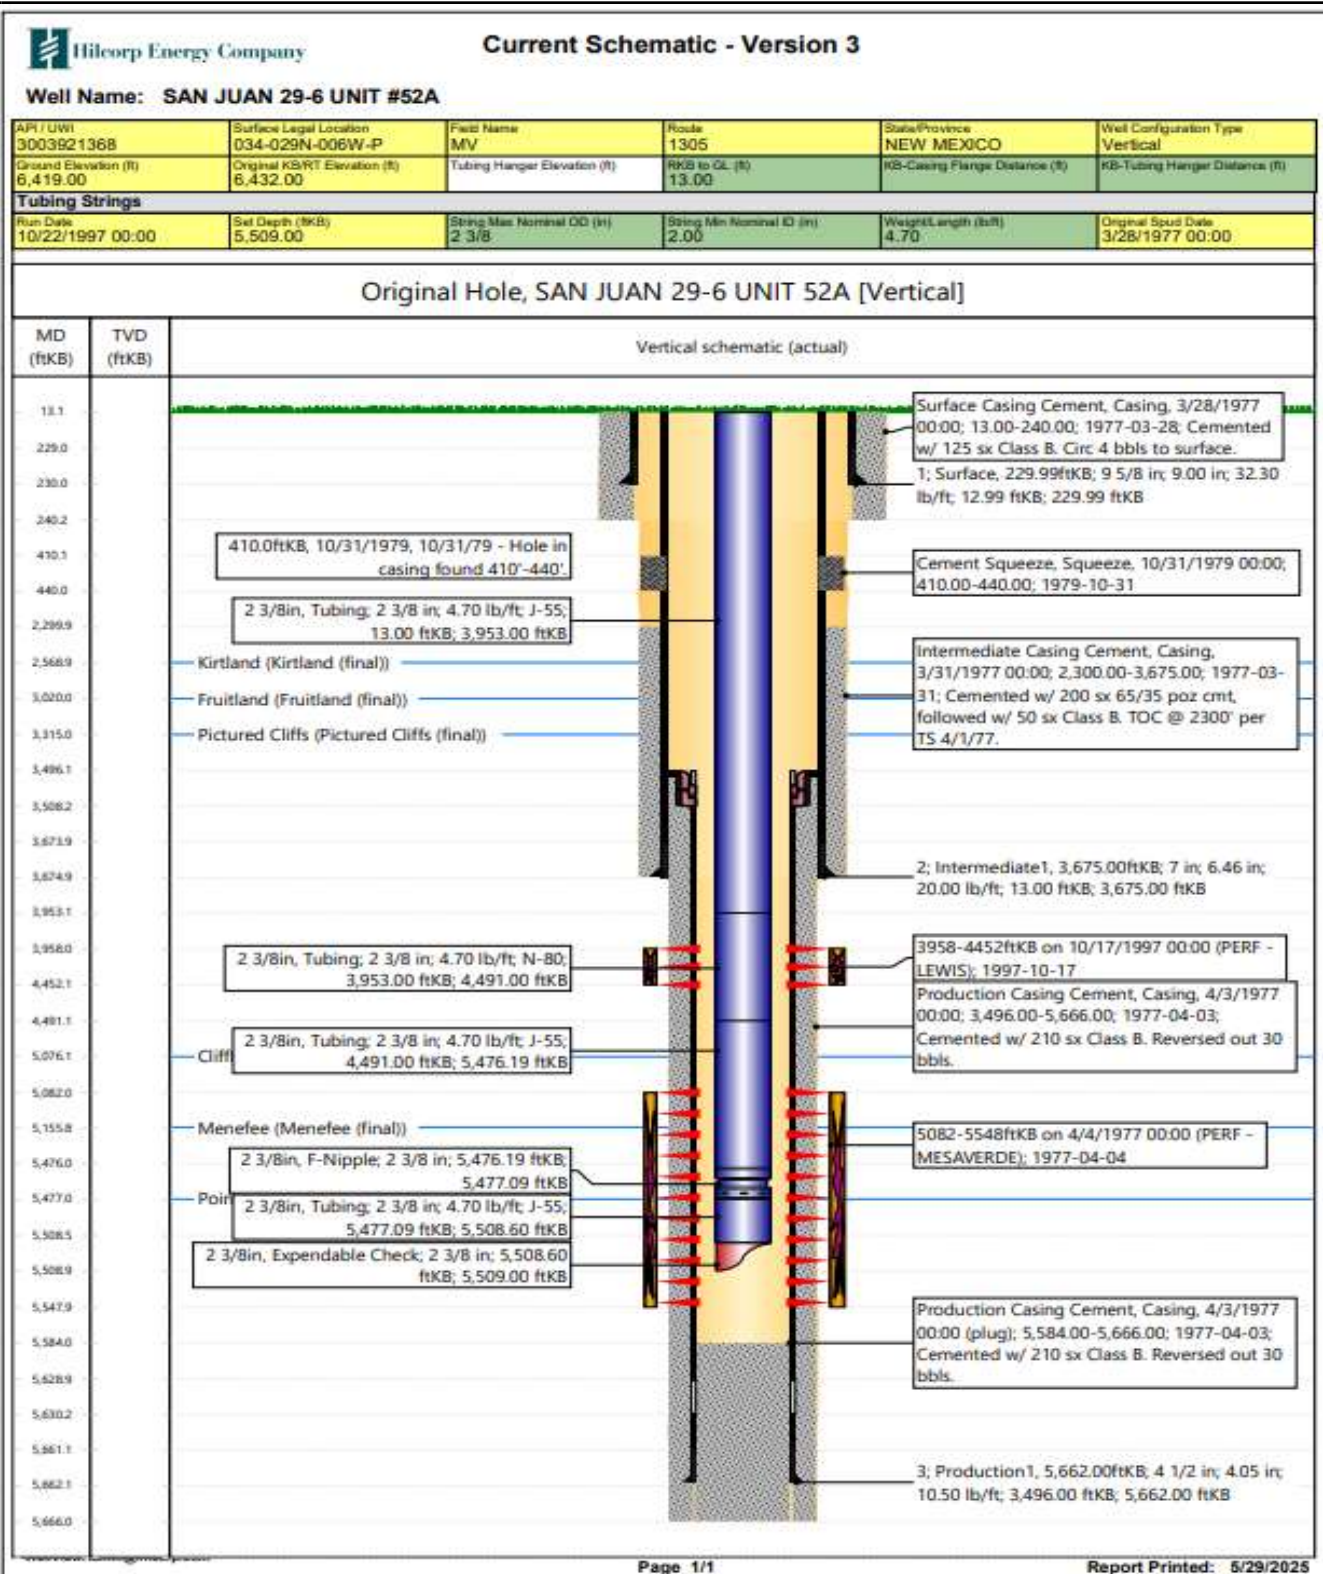 Hilcorp Energy Company
Current Schematic - Version 3
Well Name: SAN JUAN 29-6 UNIT #52A
API / UWI
3003921368
Surface Legal Location
034-029N-006W-P
Field Name
MV
Route
1305
State/Province
NEW MEXICO
Well Configuration Type
Vertical
Ground Elevation (ft)
6,419.00
Original KB/RT Elevation (ft)
6,432.00
Tubing Hanger Elevation (ft)
RKB to GL (ft)
13.00
KB-Casing Flange Distance (ft)
KB-Tubing Hanger Distance (ft)
Tubing Strings
Run Date
10/22/1997 00:00
Set Depth (ftKB)
5,509.00
String Max Nominal OD (in)
2 3/8
String Min Nominal ID (in)
2.00
Weight/Length (lb/ft)
4.70
Original Spud Date
3/28/1977 00:00
Original Hole, SAN JUAN 29-6 UNIT 52A [Vertical]
MD
(ftKB)
TVD
(ftKB)
Vertical schematic (actual)
13.1
229.0
230.0
240.2
410.1
440.0
2,299.9
2,568.9
3,020.0
3,315.0
3,496.1
3,508.2
3,673.9
3,674.9
3,953.1
3,958.0
4,452.1
4,491.1
5,076.1
5,082.0
5,155.8
5,476.0
5,477.0
5,508.5
5,508.9
5,547.9
5,584.0
5,628.9
5,630.2
5,661.1
5,662.1
5,666.0
410.0ftKB, 10/31/1979, 10/31/79 - Hole in
casing found 410'-440'.
2 3/8in, Tubing; 2 3/8 in; 4.70 lb/ft; J-55;
13.00 ftKB; 3,953.00 ftKB
Kirtland (Kirtland (final))
Fruitland (Fruitland (final))
Pictured Cliffs (Pictured Cliffs (final))
2 3/8in, Tubing; 2 3/8 in; 4.70 lb/ft; N-80;
3,953.00 ftKB; 4,491.00 ftKB
2 3/8in, Tubing; 2 3/8 in; 4.70 lb/ft; J-55;
4,491.00 ftKB; 5,476.19 ftKB
Cliff
Menefee (Menefee (final))
2 3/8in, F-Nipple; 2 3/8 in; 5,476.19 ftKB;
5,477.09 ftKB
Poin
2 3/8in, Tubing; 2 3/8 in; 4.70 lb/ft; J-55;
5,477.09 ftKB; 5,508.60 ftKB
2 3/8in, Expendable Check; 2 3/8 in; 5,508.60
ftKB; 5,509.00 ftKB
Surface Casing Cement, Casing, 3/28/1977
00:00; 13.00-240.00; 1977-03-28; Cemented
w/ 125 sx Class B. Circ 4 bbls to surface.
1; Surface, 229.99ftKB; 9 5/8 in; 9.00 in; 32.30
lb/ft; 12.99 ftKB; 229.99 ftKB
Cement Squeeze, Squeeze, 10/31/1979 00:00;
410.00-440.00; 1979-10-31
Intermediate Casing Cement, Casing,
3/31/1977 00:00; 2,300.00-3,675.00; 1977-03-
31; Cemented w/ 200 sx 65/35 poz cmt,
followed w/ 50 sx Class B. TOC @ 2300' per
TS 4/1/77.
2; Intermediate1, 3,675.00ftKB; 7 in; 6.46 in;
20.00 lb/ft; 13.00 ftKB; 3,675.00 ftKB
3958-4452ftKB on 10/17/1997 00:00 (PERF -
LEWIS); 1997-10-17
Production Casing Cement, Casing, 4/3/1977
00:00; 3,496.00-5,666.00; 1977-04-03;
Cemented w/ 210 sx Class B. Reversed out 30
bbls.
5082-5548ftKB on 4/4/1977 00:00 (PERF -
MESAVERDE); 1977-04-04
Production Casing Cement, Casing, 4/3/1977
00:00 (plug); 5,584.00-5,666.00; 1977-04-03;
Cemented w/ 210 sx Class B. Reversed out 30
bbls.
3; Production1, 5,662.00ftKB; 4 1/2 in; 4.05 in;
10.50 lb/ft; 3,496.00 ftKB; 5,662.00 ftKB
Page 1/1
Report Printed: 5/29/2025